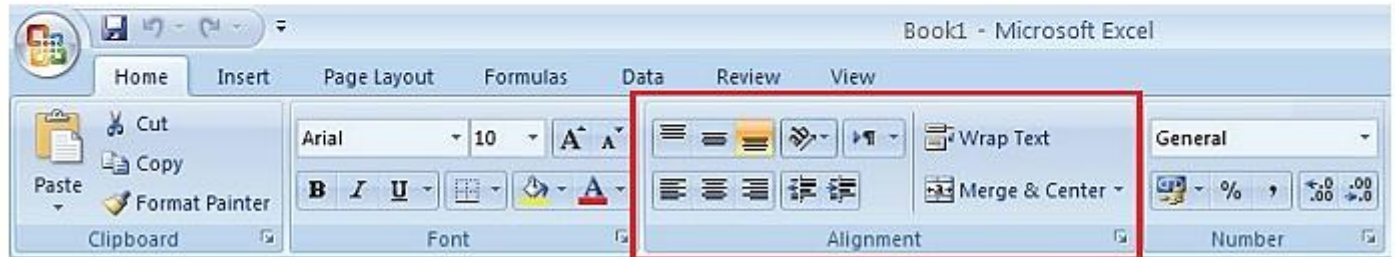 Book1 - Microsoft Excel
Home Insert Page Layout Formulas Data Review View
Cut
Copy
Paste
Format Painter
Clipboard
Arial 10 A A
B I U A
Font
Wrap Text
Merge & Center
Alignment
General
% , .0 .00 .00 .0
Number